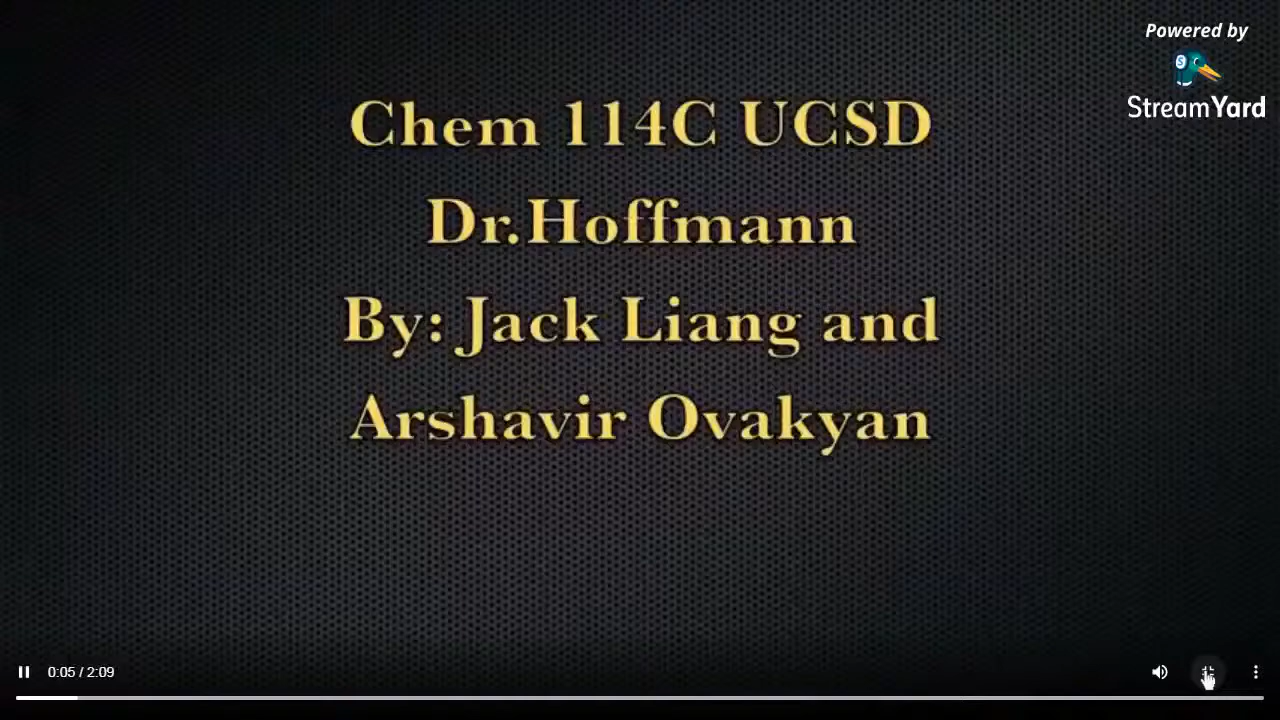 Powered by
StreamYard
Chem 114C UCSD
Dr.Hoffmann
By: Jack Liang and
Arshavir Ovakyan
0:05 / 2:09